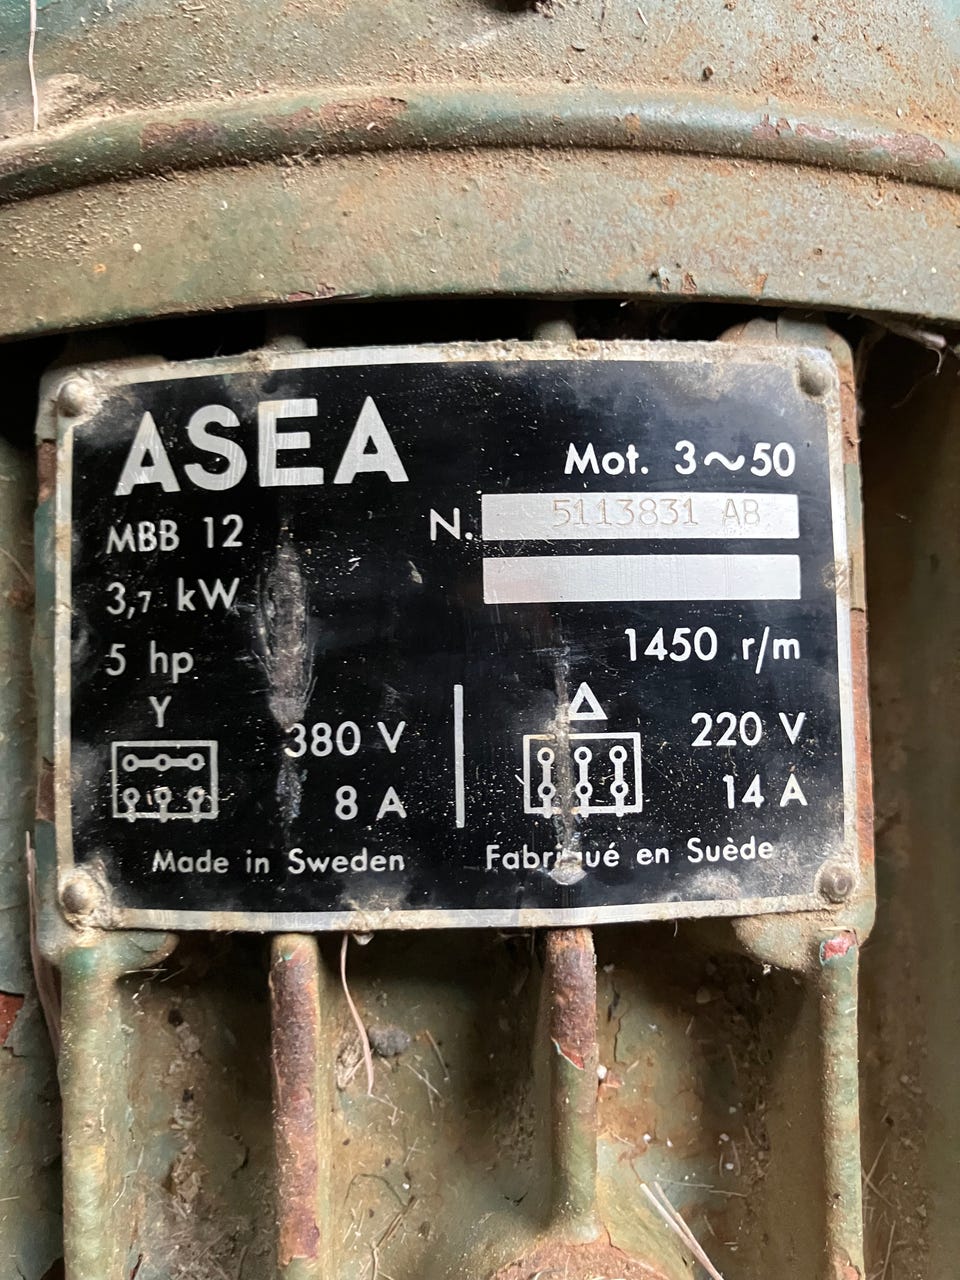 ASEA
Mot. 3~50
MBB 12
N. 5113831 AB
3,7 kW
5 hp
1450 r/m
Y
380 V
8 A
Δ
220 V
14 A
Made in Sweden
Fabriqué en Suède